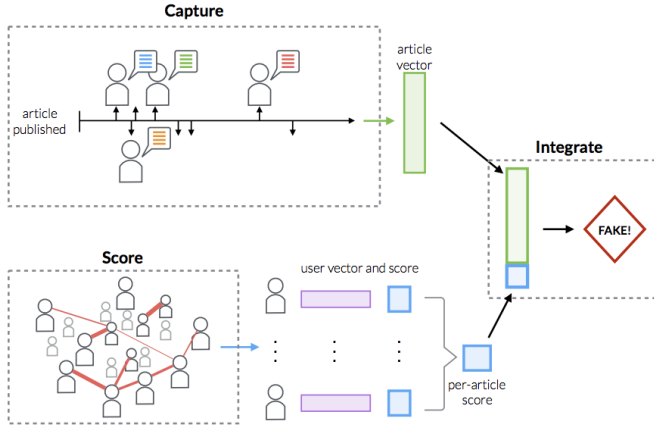 Capture
article
published
article
vector
Integrate
FAKE!
Score
user vector and score
per-article
score